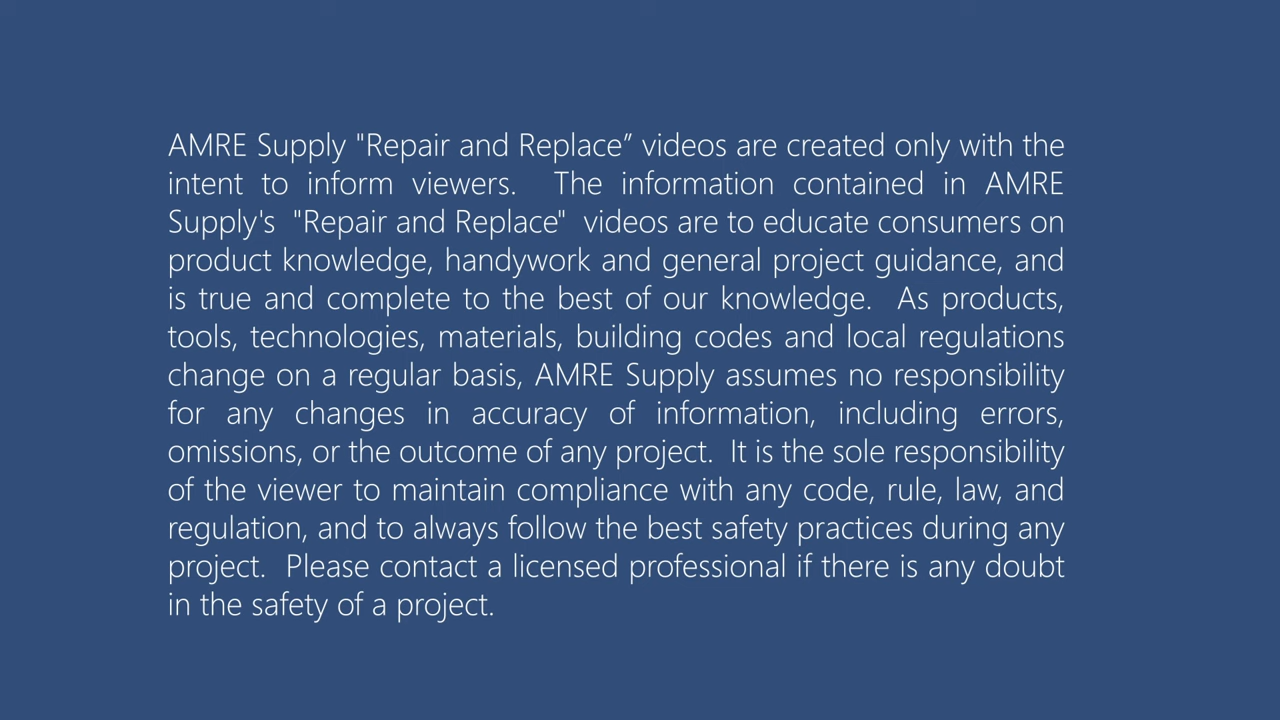 AMRE Supply "Repair and Replace” videos are created only with the
intent to inform viewers.  The information contained in AMRE
Supply's  "Repair and Replace"  videos are to educate consumers on
product knowledge, handywork and general project guidance, and
is true and complete to the best of our knowledge.  As products,
tools, technologies, materials, building codes and local regulations
change on a regular basis, AMRE Supply assumes no responsibility
for any changes in accuracy of information, including errors,
omissions, or the outcome of any project.  It is the sole responsibility
of the viewer to maintain compliance with any code, rule, law, and
regulation, and to always follow the best safety practices during any
project.  Please contact a licensed professional if there is any doubt
in the safety of a project.